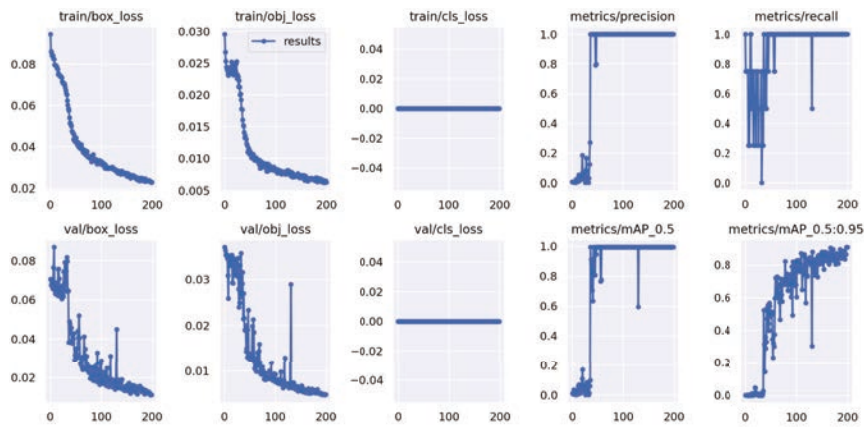 train/box_loss
train/obj_loss
train/cls_loss
metrics/precision
metrics/recall
0.08
0.06
0.04
0.02
0 100 200
0.030
0.025
0.020
0.015
0.010
0.005
results
0 100 200
0.04
0.02
0.00
−0.02
−0.04
0 100 200
1.0
0.8
0.6
0.4
0.2
0.0
0 100 200
1.0
0.8
0.6
0.4
0.2
0.0
0 100 200
val/box_loss
val/obj_loss
val/cls_loss
metrics/mAP_0.5
metrics/mAP_0.5:0.95
0.08
0.06
0.04
0.02
0 100 200
0.03
0.02
0.01
0 100 200
0.04
0.02
0.00
−0.02
−0.04
0 100 200
1.0
0.8
0.6
0.4
0.2
0.0
0 100 200
0.8
0.6
0.4
0.2
0.0
0 100 200